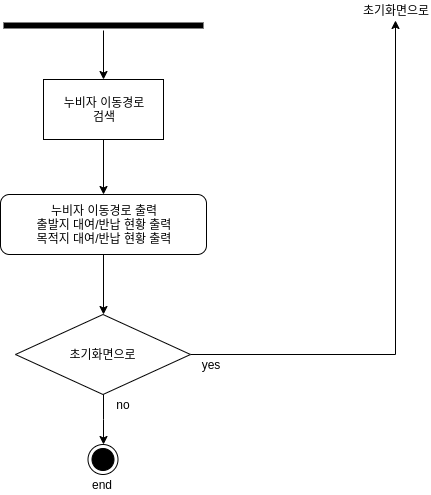 초기화면으로
누비자 이동경로
검색
누비자 이동경로 출력
출발지 대여/반납 현황 출력
목적지 대여/반납 현황 출력
초기화면으로
yes
no
end